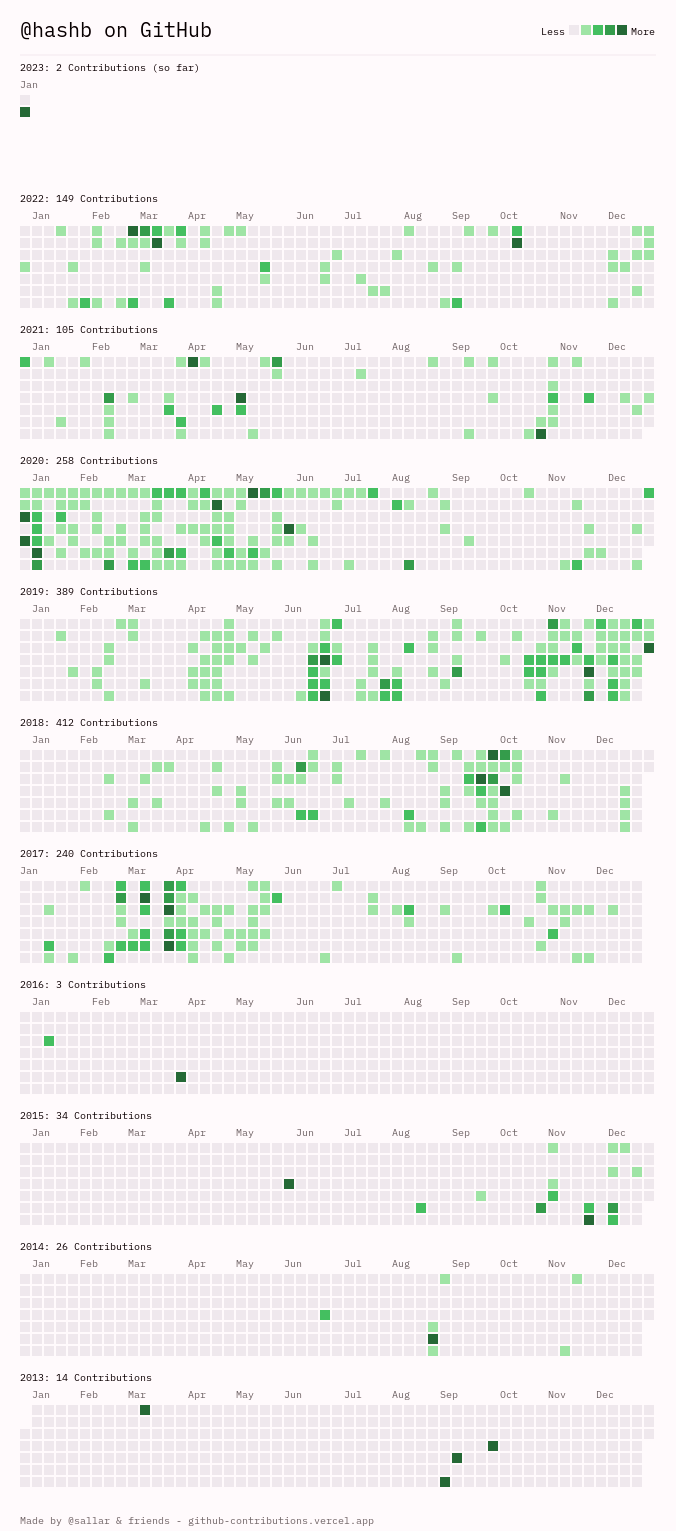 @hashb on GitHub
Less More
2023: 2 Contributions (so far)
Jan
2022: 149 Contributions
Jan Feb Mar Apr May Jun Jul Aug Sep Oct Nov Dec
2021: 105 Contributions
Jan Feb Mar Apr May Jun Jul Aug Sep Oct Nov Dec
2020: 258 Contributions
Jan Feb Mar Apr May Jun Jul Aug Sep Oct Nov Dec
2019: 389 Contributions
Jan Feb Mar Apr May Jun Jul Aug Sep Oct Nov Dec
2018: 412 Contributions
Jan Feb Mar Apr May Jun Jul Aug Sep Oct Nov Dec
2017: 240 Contributions
Jan Feb Mar Apr May Jun Jul Aug Sep Oct Nov Dec
2016: 3 Contributions
Jan Feb Mar Apr May Jun Jul Aug Sep Oct Nov Dec
2015: 34 Contributions
Jan Feb Mar Apr May Jun Jul Aug Sep Oct Nov Dec
2014: 26 Contributions
Jan Feb Mar Apr May Jun Jul Aug Sep Oct Nov Dec
2013: 14 Contributions
Jan Feb Mar Apr May Jun Jul Aug Sep Oct Nov Dec
Made by @sallar & friends - github-contributions.vercel.app